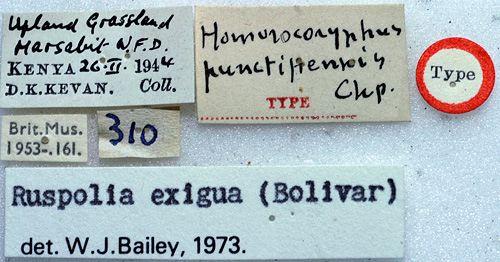 Upland Grassland
Marsabit N.F.D.
KENYA 26.II. 1944
D.K.KEVAN. Coll.
Homorocoryphus
punctipennis
Chp.
TYPE
Type
Brit.Mus.
1953-.161.
310
Ruspolia exigua (Bolivar)
det. W.J.Bailey, 1973.